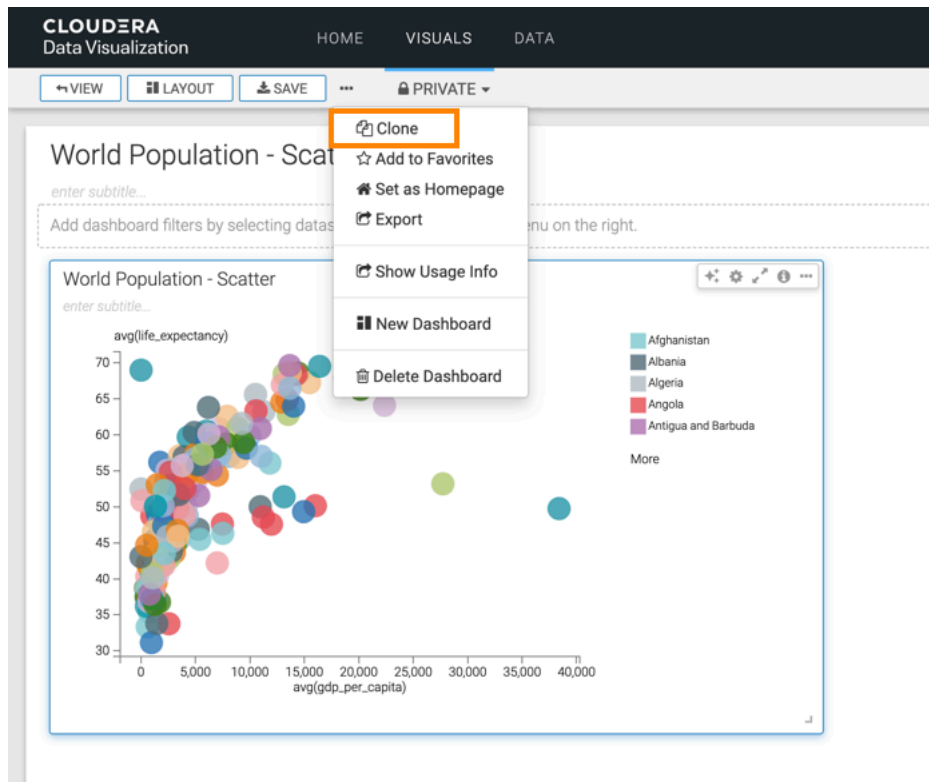 CLOUDERA
Data Visualization
HOME VISUALS DATA
VIEW LAYOUT SAVE ... PRIVATE
Clone
Add to Favorites
Set as Homepage
Export
Show Usage Info
New Dashboard
Delete Dashboard
World Population - Scat
enter subtitle...
Add dashboard filters by selecting datas enu on the right.
World Population - Scatter
enter subtitle...
avg(life_expectancy)
70
65
60
55
50
45
40
35
30
0 5,000 10,000 15,000 20,000 25,000 30,000 35,000 40,000
avg(gdp_per_capita)
Afghanistan
Albania
Algeria
Angola
Antigua and Barbuda
More